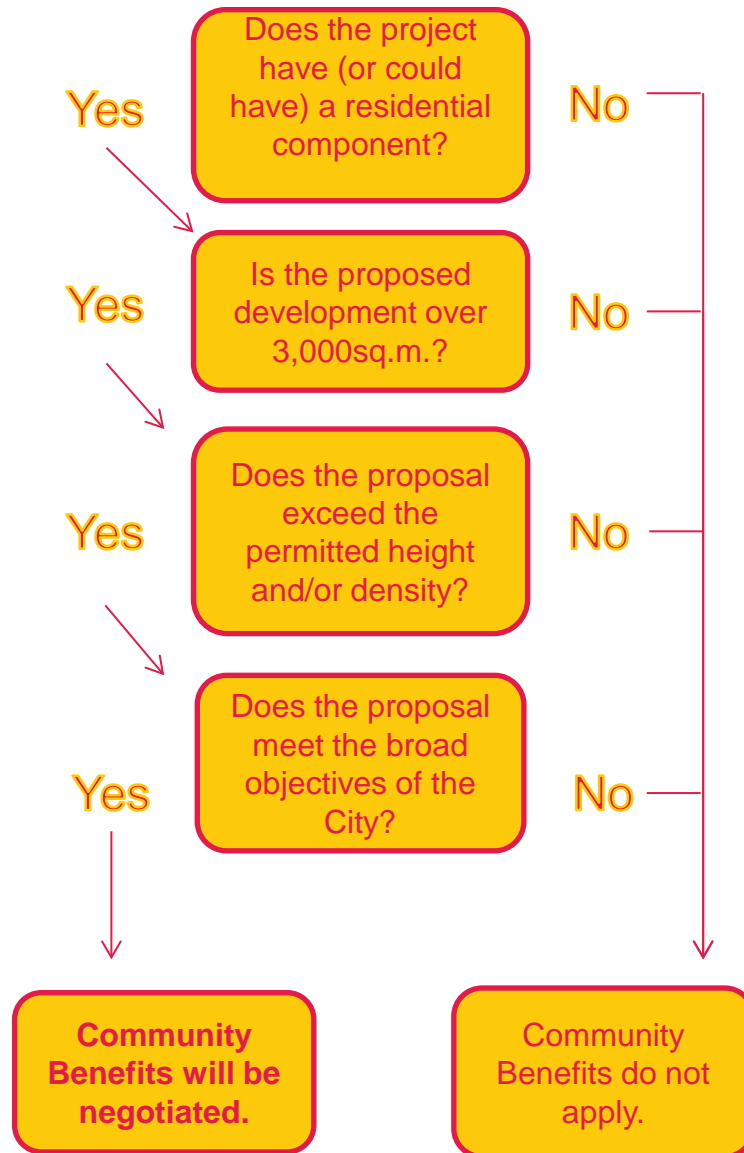 Does the project
have (or could
have) a residential
component?
Yes
No
Is the proposed
development over
3,000sq.m.?
Yes
No
Does the proposal
exceed the
permitted height
and/or density?
Yes
No
Does the proposal
meet the broad
objectives of the
City?
Yes
No
Community
Benefits will be
negotiated.
Community
Benefits do not
apply.